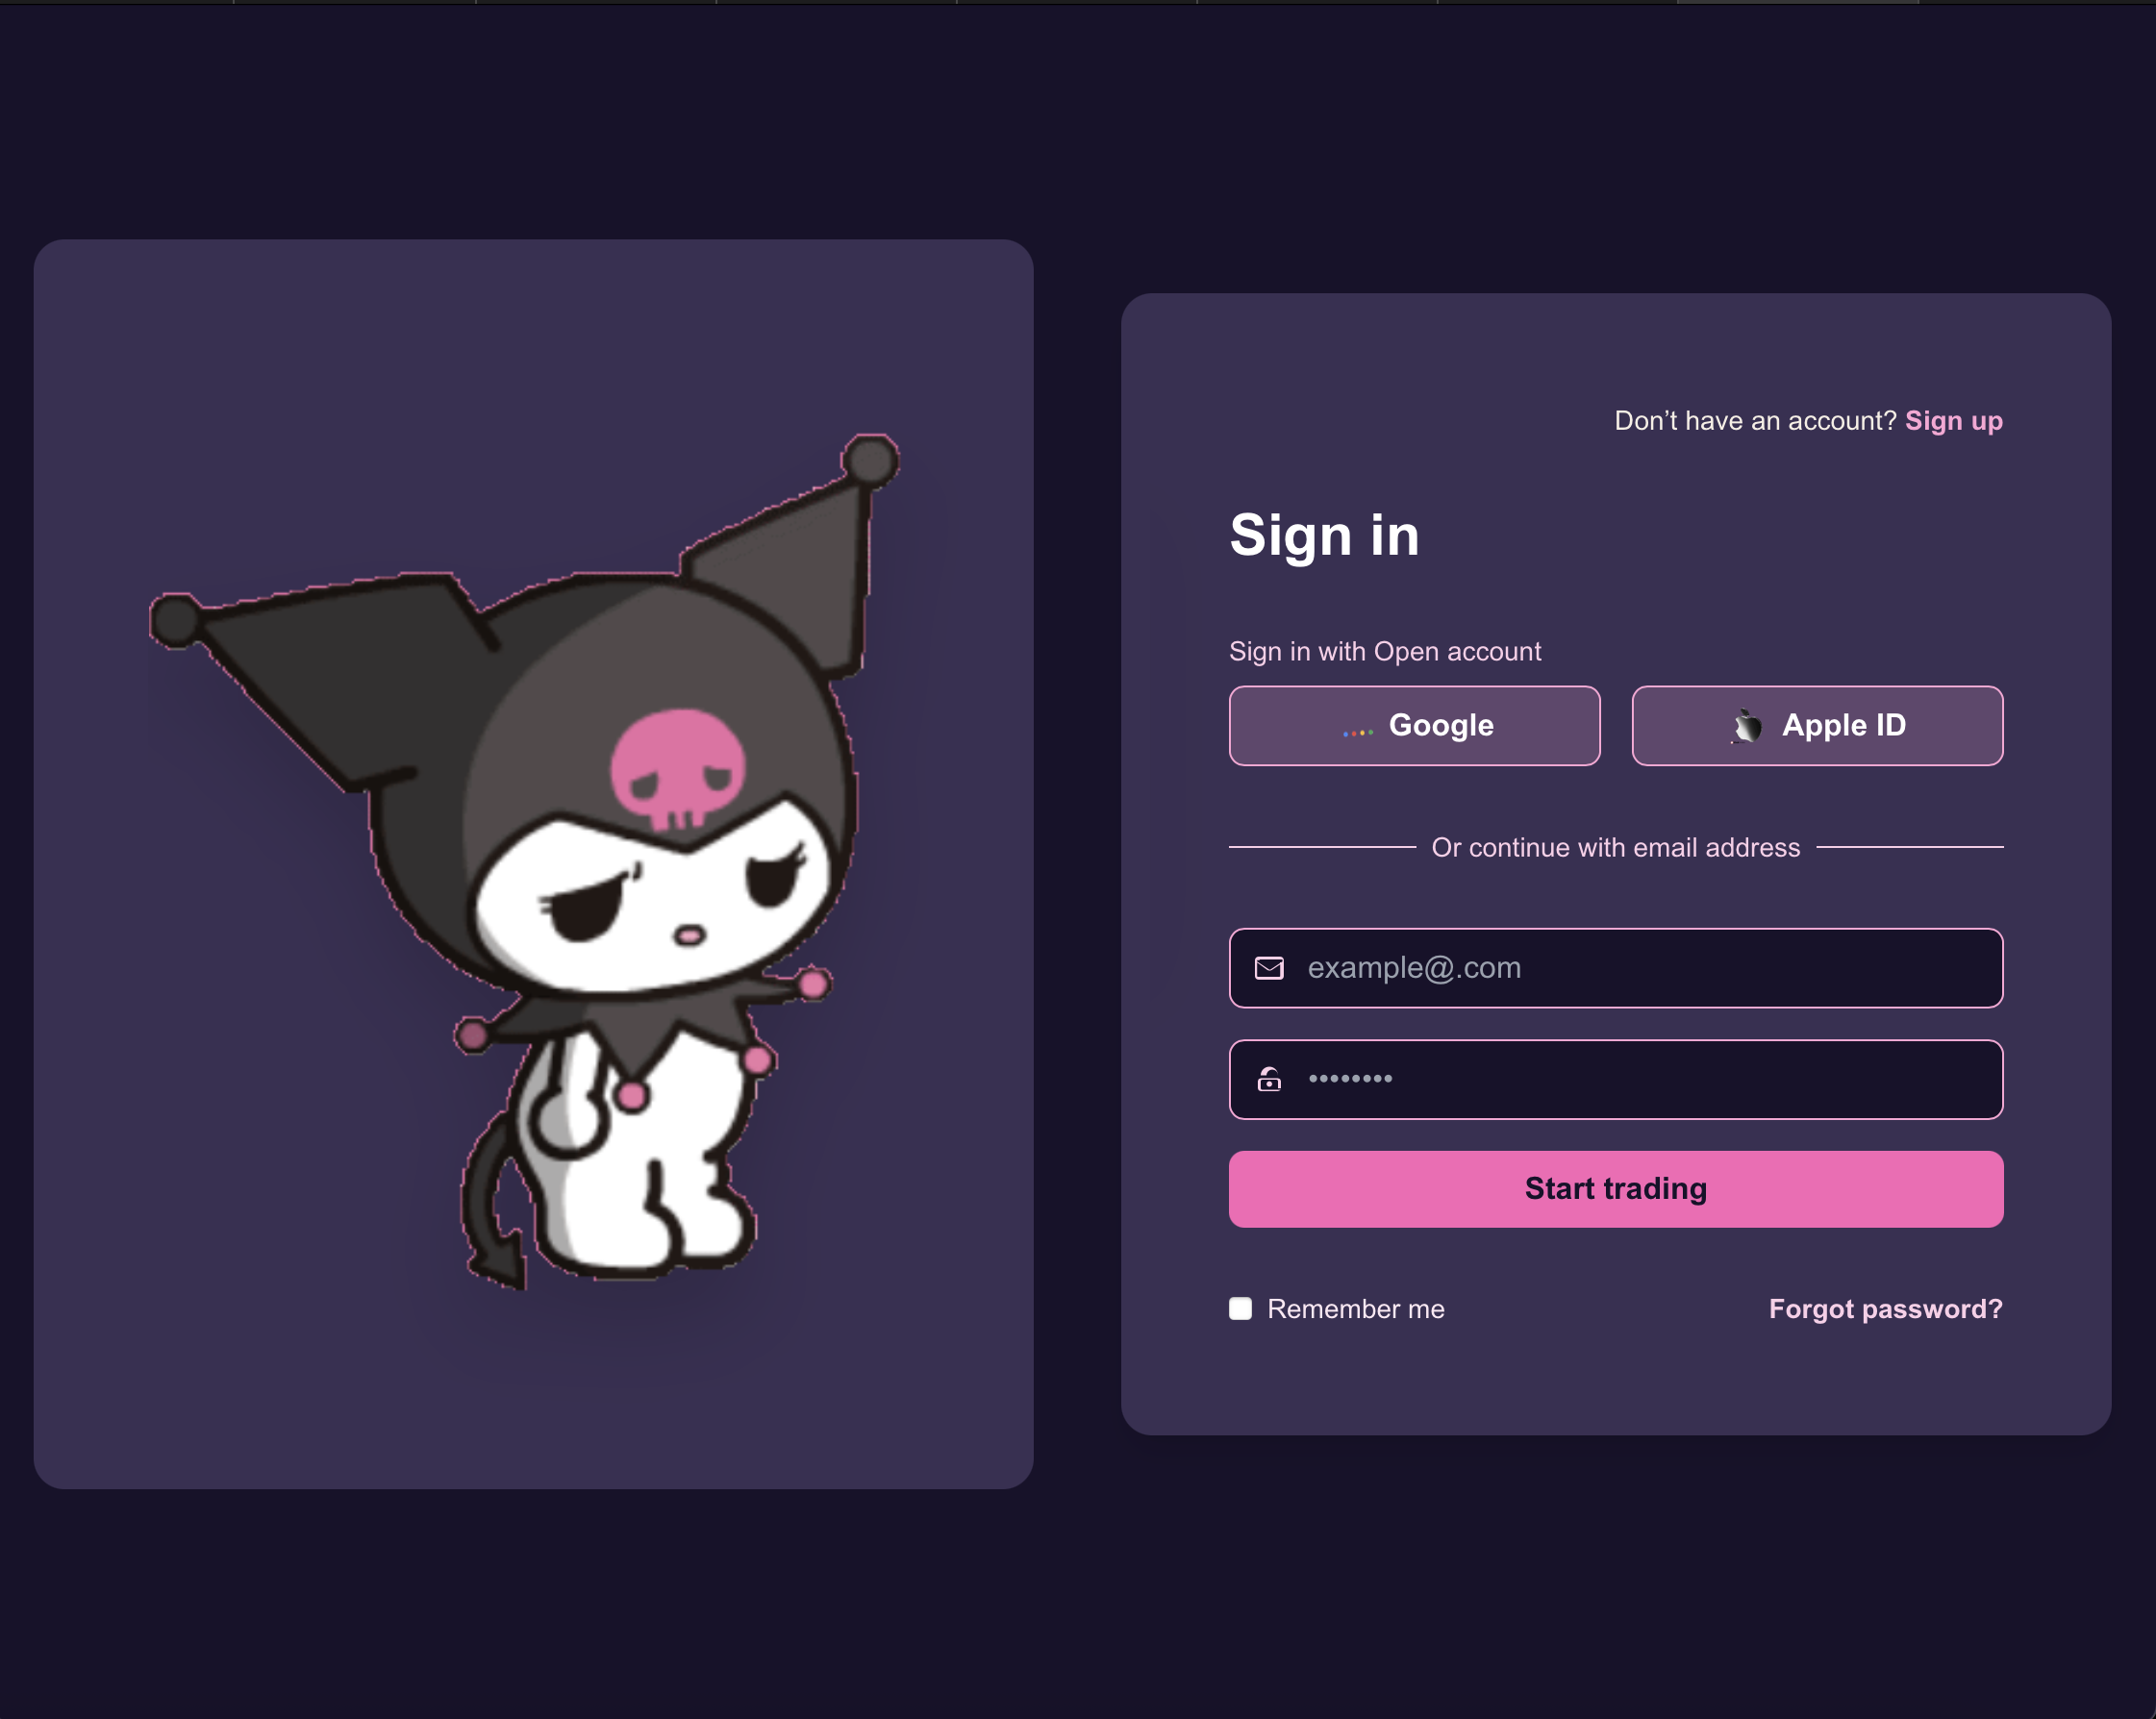 Don’t have an account? Sign up
Sign in
Sign in with Open account
Google
Apple ID
Or continue with email address
example@.com
••••••••
Start trading
Remember me
Forgot password?